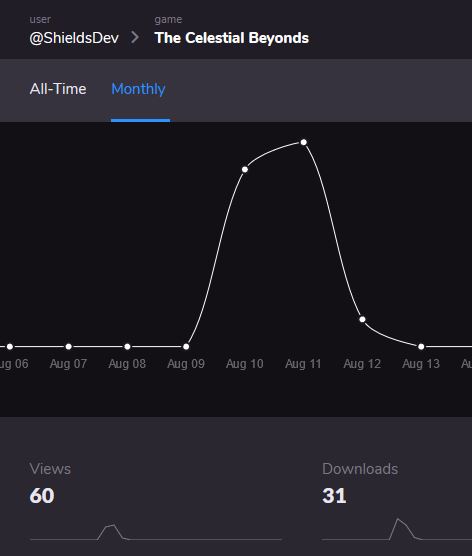 user game
@ShieldsDev The Celestial Beyonds
All-Time Monthly
ug 06 Aug 07 Aug 08 Aug 09 Aug 10 Aug 11 Aug 12 Aug 13 Au
Views Downloads
60 31